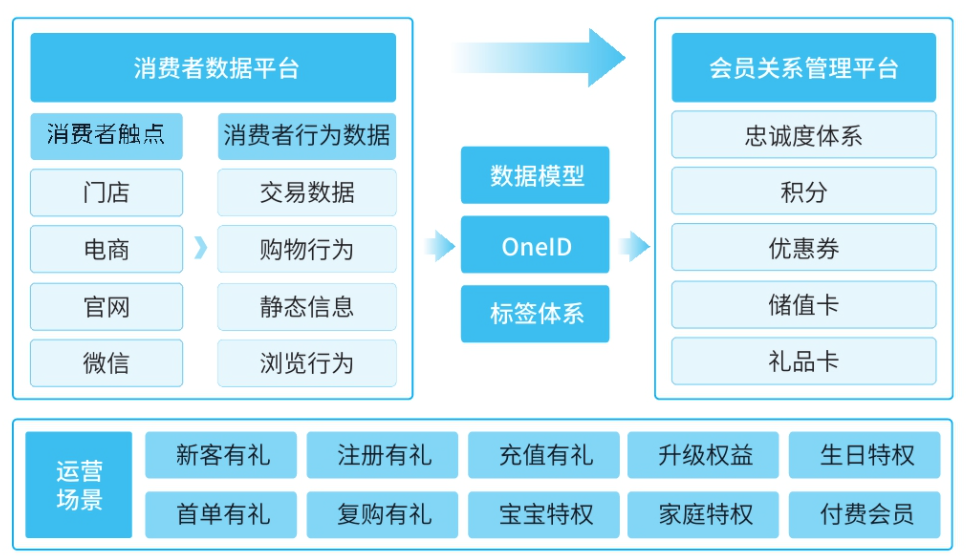 消费者数据平台
消费者触点
门店
电商
官网
微信
消费者行为数据
交易数据
购物行为
静态信息
浏览行为
数据模型
OneID
标签体系
会员关系管理平台
忠诚度体系
积分
优惠券
储值卡
礼品卡
运营
场景
新客有礼
注册有礼
充值有礼
升级权益
生日特权
首单有礼
复购有礼
宝宝特权
家庭特权
付费会员